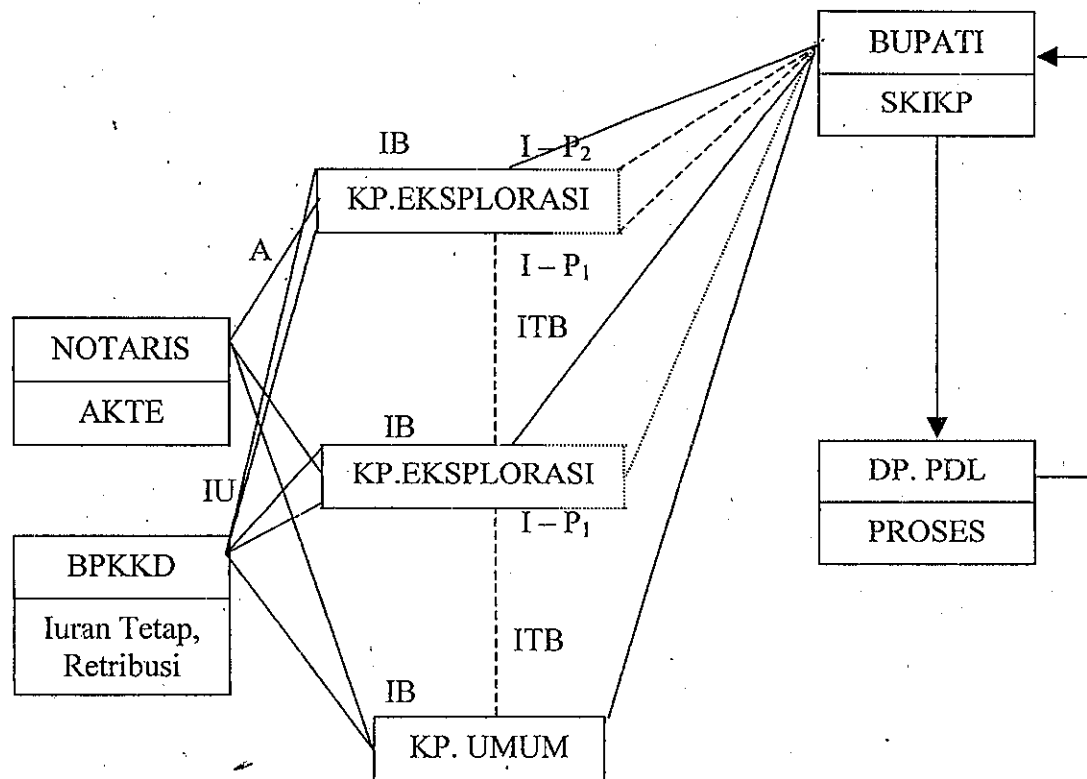 BUPATI
SKIKP
IB
I – P₂
KP.EKSPLORASI
A
I – P₁
NOTARIS
AKTE
ITB
IB
KP.EKSPLORASI
DP. PDL
PROSES
IU
I – P₁
BPKKD
Iuran Tetap,
Retribusi
ITB
IB
KP. UMUM